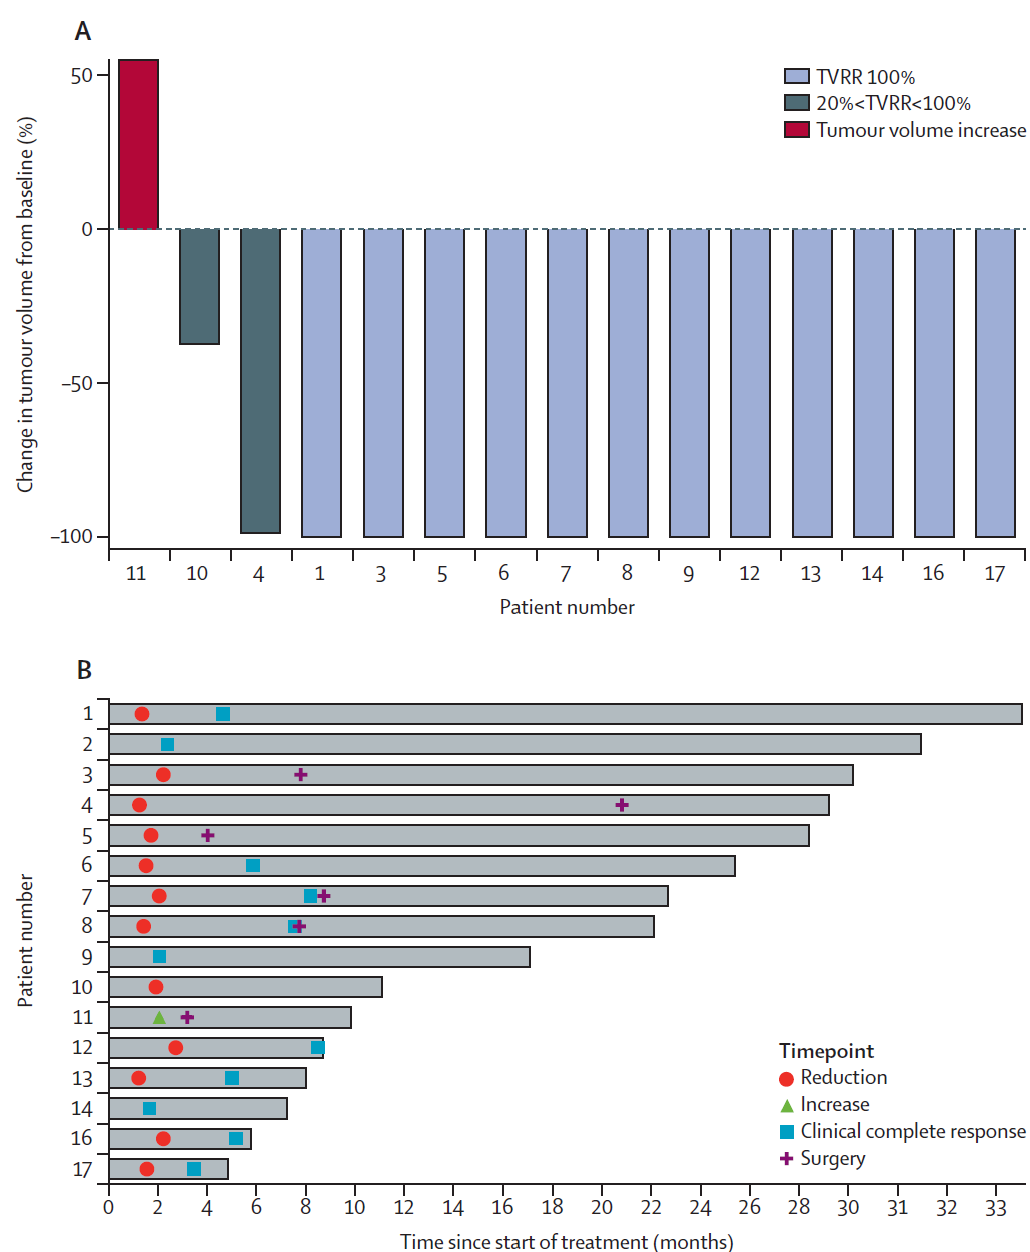 A
50
0
–50
–100
Change in tumour volume from baseline (%)
TVRR 100%
20%<TVRR<100%
Tumour volume increase
11 10 4 1 3 5 6 7 8 9 12 13 14 16 17
Patient number
B
1
2
3
4
5
6
7
8
9
10
11
12
13
14
16
17
Patient number
Timepoint
Reduction
Increase
Clinical complete response
Surgery
0 2 4 6 8 10 12 14 16 18 20 22 24 26 28 30 31 32 33
Time since start of treatment (months)